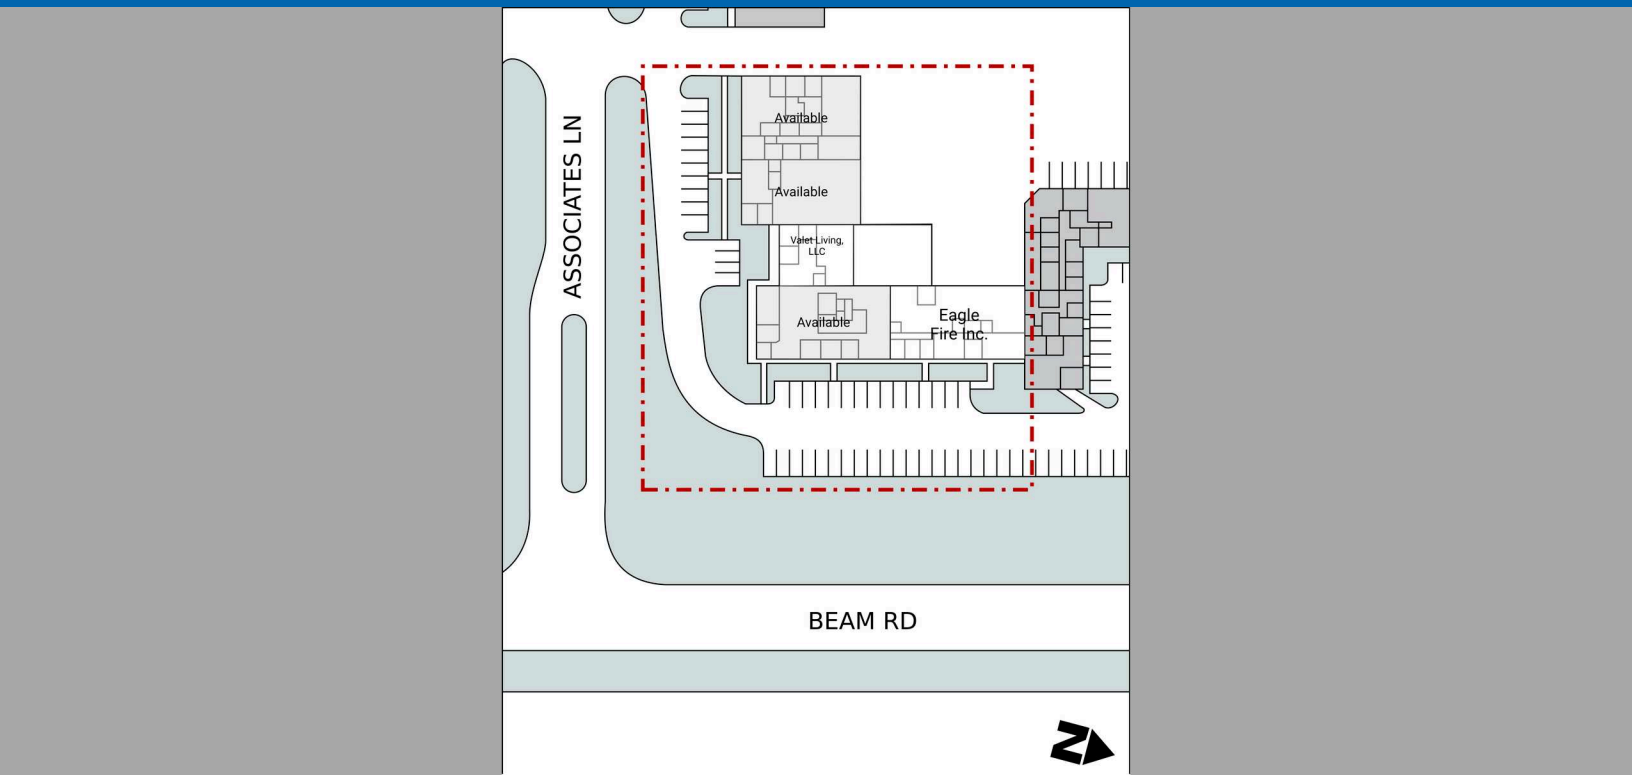 ASSOCIATES LN
Available
Available
Valet Living,
LLC
Available
Eagle
Fire Inc.
BEAM RD
N